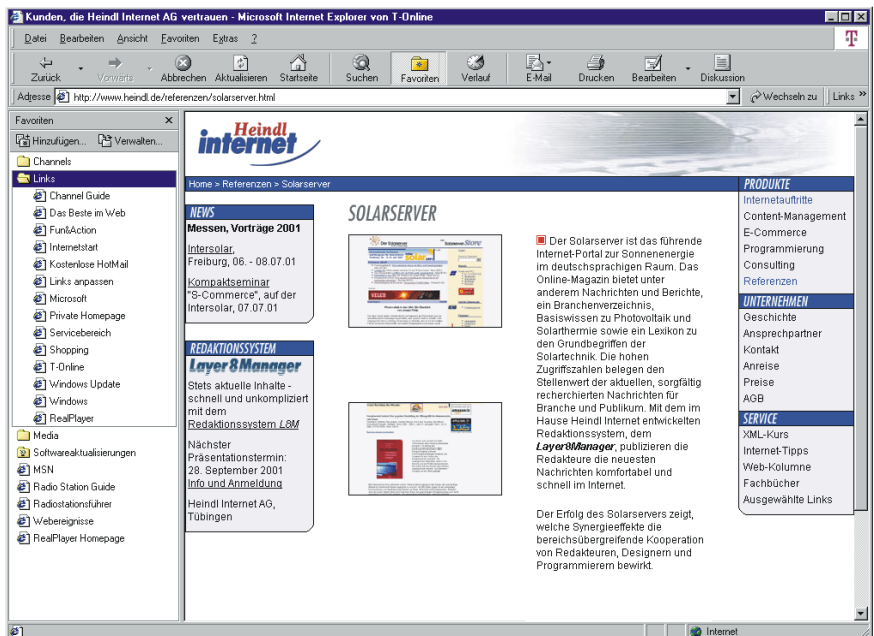 Kunden, die Heindl Internet AG vertrauen - Microsoft Internet Explorer von T-Online
Datei Bearbeiten Ansicht Favoriten Extras ?
Zurück Vorwärts Abbrechen Aktualisieren Startseite Suchen Favoriten Verlauf E-Mail Drucken Bearbeiten Diskussion
Adresse http://www.heindl.de/referenzen/solarserver.html Wechseln zu Links »
Favoriten
Hinzufügen... Verwalten...
Channels
Links
Channel Guide
Das Beste im Web
Fun&Action
Internetstart
Kostenlose HotMail
Links anpassen
Microsoft
Private Homepage
Servicebereich
Shopping
T-Online
Windows Update
Windows
RealPlayer
Media
Softwareaktualisierungen
MSN
Radio Station Guide
Radiostationsführer
Webereignisse
RealPlayer Homepage
Heindl
internet
Home > Referenzen > Solarserver
NEWS
Messen, Vorträge 2001
Intersolar,
Freiburg, 06. - 08.07.01
Kompaktseminar
"S-Commerce", auf der
Intersolar, 07.07.01
REDAKTIONSSYSTEM
Layer8Manager
Stets aktuelle Inhalte -
schnell und unkompliziert
mit dem
Redaktionssystem L8M
Nächster
Präsentationstermin:
28. September 2001
Info und Anmeldung
Heindl Internet AG,
Tübingen
SOLARSERVER
Der Solarserver
Solarserver Store
solar
Der Solarserver ist das führende
Internet-Portal zur Sonnenenergie
im deutschsprachigen Raum. Das
Online-Magazin bietet unter
anderem Nachrichten und Berichte,
ein Branchenverzeichnis,
Basiswissen zu Photovoltaik und
Solarthermie sowie ein Lexikon zu
den Grundbegriffen der
Solartechnik. Die hohen
Zugriffszahlen belegen den
Stellenwert der aktuellen, sorgfältig
recherchierten Nachrichten für
Branche und Publikum. Mit dem im
Hause Heindl Internet entwickelten
Redaktionssystem, dem
Layer8Manager, publizieren die
Redakteure die neuesten
Nachrichten komfortabel und
schnell im Internet.
Der Erfolg des Solarservers zeigt,
welche Synergieeffekte die
bereichsübergreifende Kooperation
von Redakteuren, Designern und
Programmierern bewirkt.
PRODUKTE
Internetauftritte
Content-Management
E-Commerce
Programmierung
Consulting
Referenzen
UNTERNEHMEN
Geschichte
Ansprechpartner
Kontakt
Anreise
Preise
AGB
SERVICE
XML-Kurs
Internet-Tipps
Web-Kolumne
Fachbücher
Ausgewählte Links
Internet